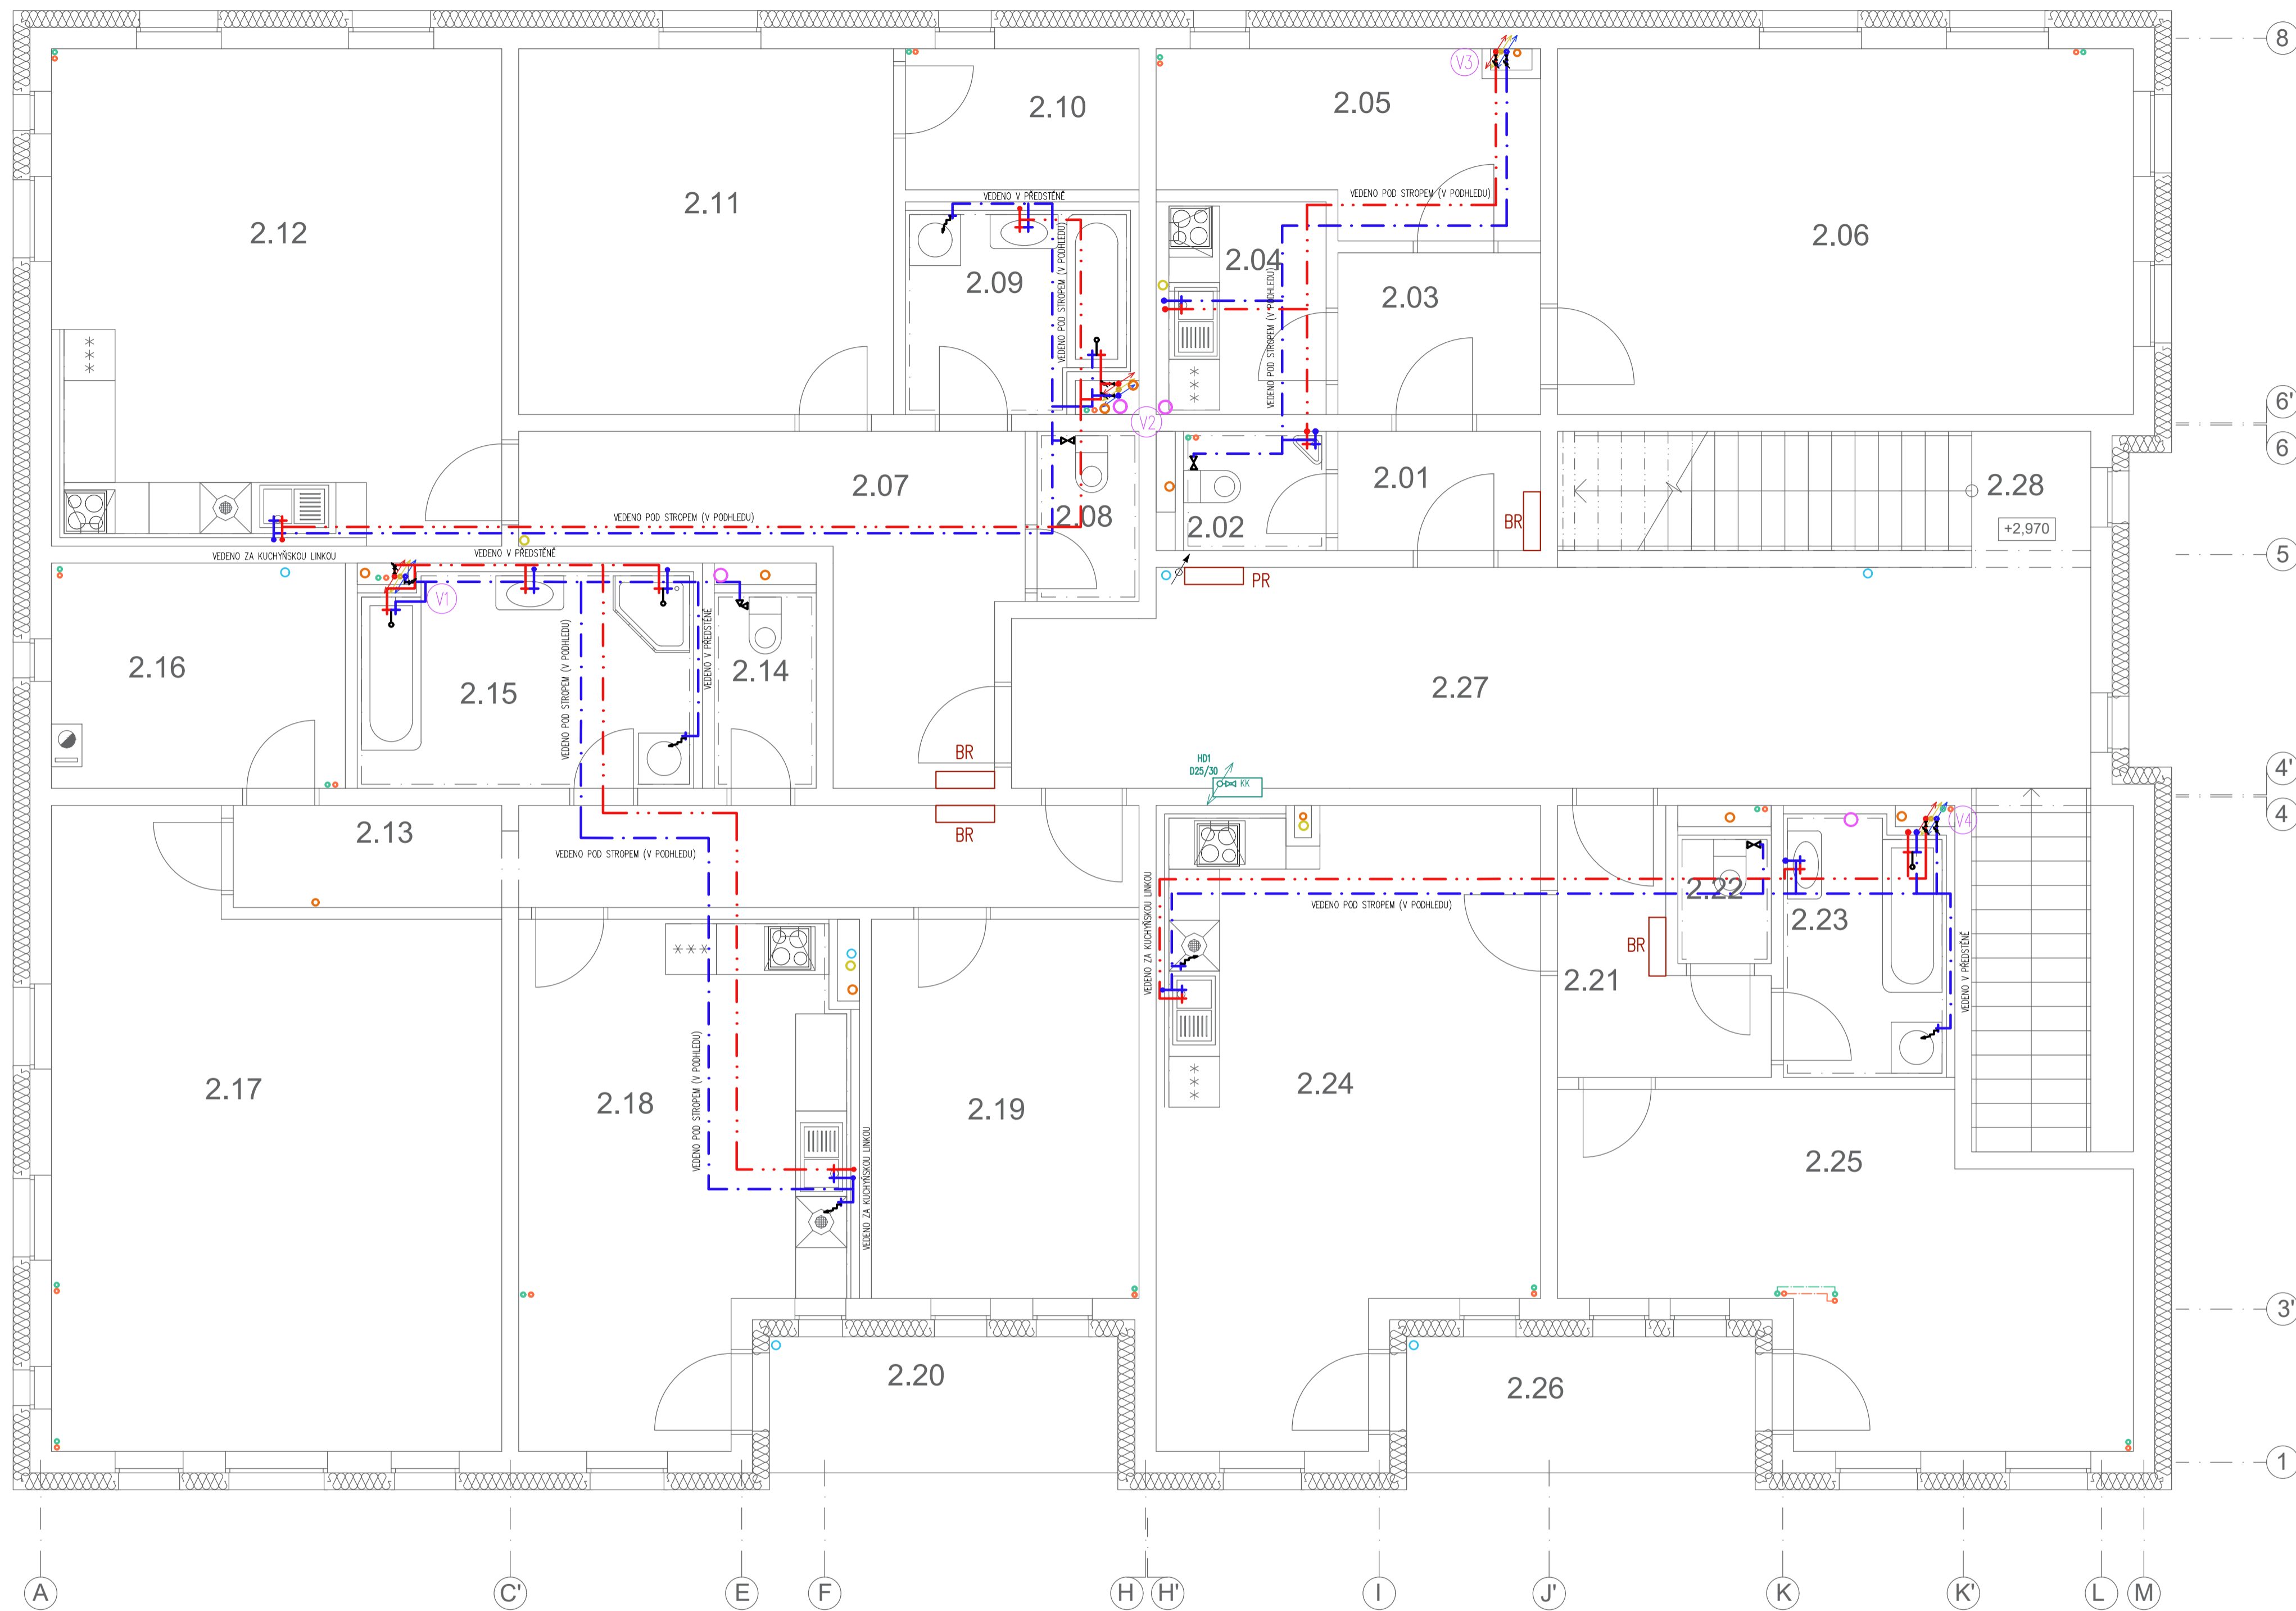 8
V3
2.10
2.05
VEDENO V PŘEDSTĚNĚ
VEDENO POD STROPEM (V PODHLEDU)
2.11
2.12
2.06
2.04
2.09
VEDENO POD STROPEM (V PODHLEDU)
VEDENO POD STROPEM (V PODHLEDU)
2.03
6'
V2
6
2.07
2.01
2.28
2.08
2.02
BR
+2,970
VEDENO POD STROPEM (V PODHLEDU)
VEDENO ZA KUCHYŇSKOU LINKOU
VEDENO V PŘEDSTĚNĚ
5
PR
V1
2.16
2.15
VEDENO POD STROPEM (V PODHLEDU)
VEDENO V PŘEDSTĚNĚ
2.14
2.27
BR
HD1
D25/30
KK
4'
4
2.13
BR
V4
VEDENO POD STROPEM (V PODHLEDU)
VEDENO ZA KUCHYŇSKOU LINKOU
VEDENO POD STROPEM (V PODHLEDU)
2.22
2.23
BR
VEDENO V PŘEDSTĚNĚ
2.21
2.17
2.18
VEDENO POD STROPEM (V PODHLEDU)
2.19
2.24
VEDENO ZA KUCHYŇSKOU LINKOU
2.25
3'
2.20
2.26
1
A
C'
E
F
H
H'
I
J'
K
K'
L
M